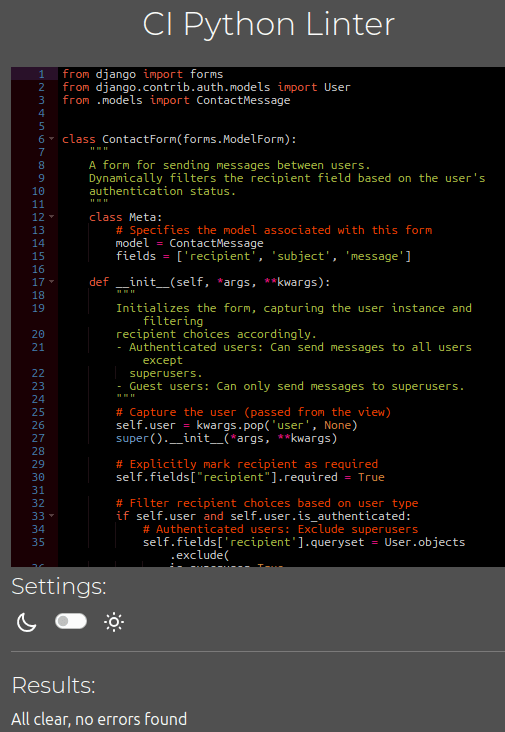 CI Python Linter
1 from django import forms
2 from django.contrib.auth.models import User
3 from .models import ContactMessage
4
5
6 class ContactForm(forms.ModelForm):
7 """
8 A form for sending messages between users.
9 Dynamically filters the recipient field based on the user's
10 authentication status.
11 """
12 class Meta:
13 # Specifies the model associated with this form
14 model = ContactMessage
15 fields = ['recipient', 'subject', 'message']
16
17 def __init__(self, *args, **kwargs):
18 """
19 Initializes the form, capturing the user instance and
filtering
20 recipient choices accordingly.
21 - Authenticated users: Can send messages to all users
except
22 superusers.
23 - Guest users: Can only send messages to superusers.
24 """
25 # Capture the user (passed from the view)
26 self.user = kwargs.pop('user', None)
27 super().__init__(*args, **kwargs)
28
29 # Explicitly mark recipient as required
30 self.fields["recipient"].required = True
31
32 # Filter recipient choices based on user type
33 if self.user and self.user.is_authenticated:
34 # Authenticated users: Exclude superusers
35 self.fields['recipient'].queryset = User.objects
.exclude(
36 is_superuser=True
Settings:
Results:
All clear, no errors found